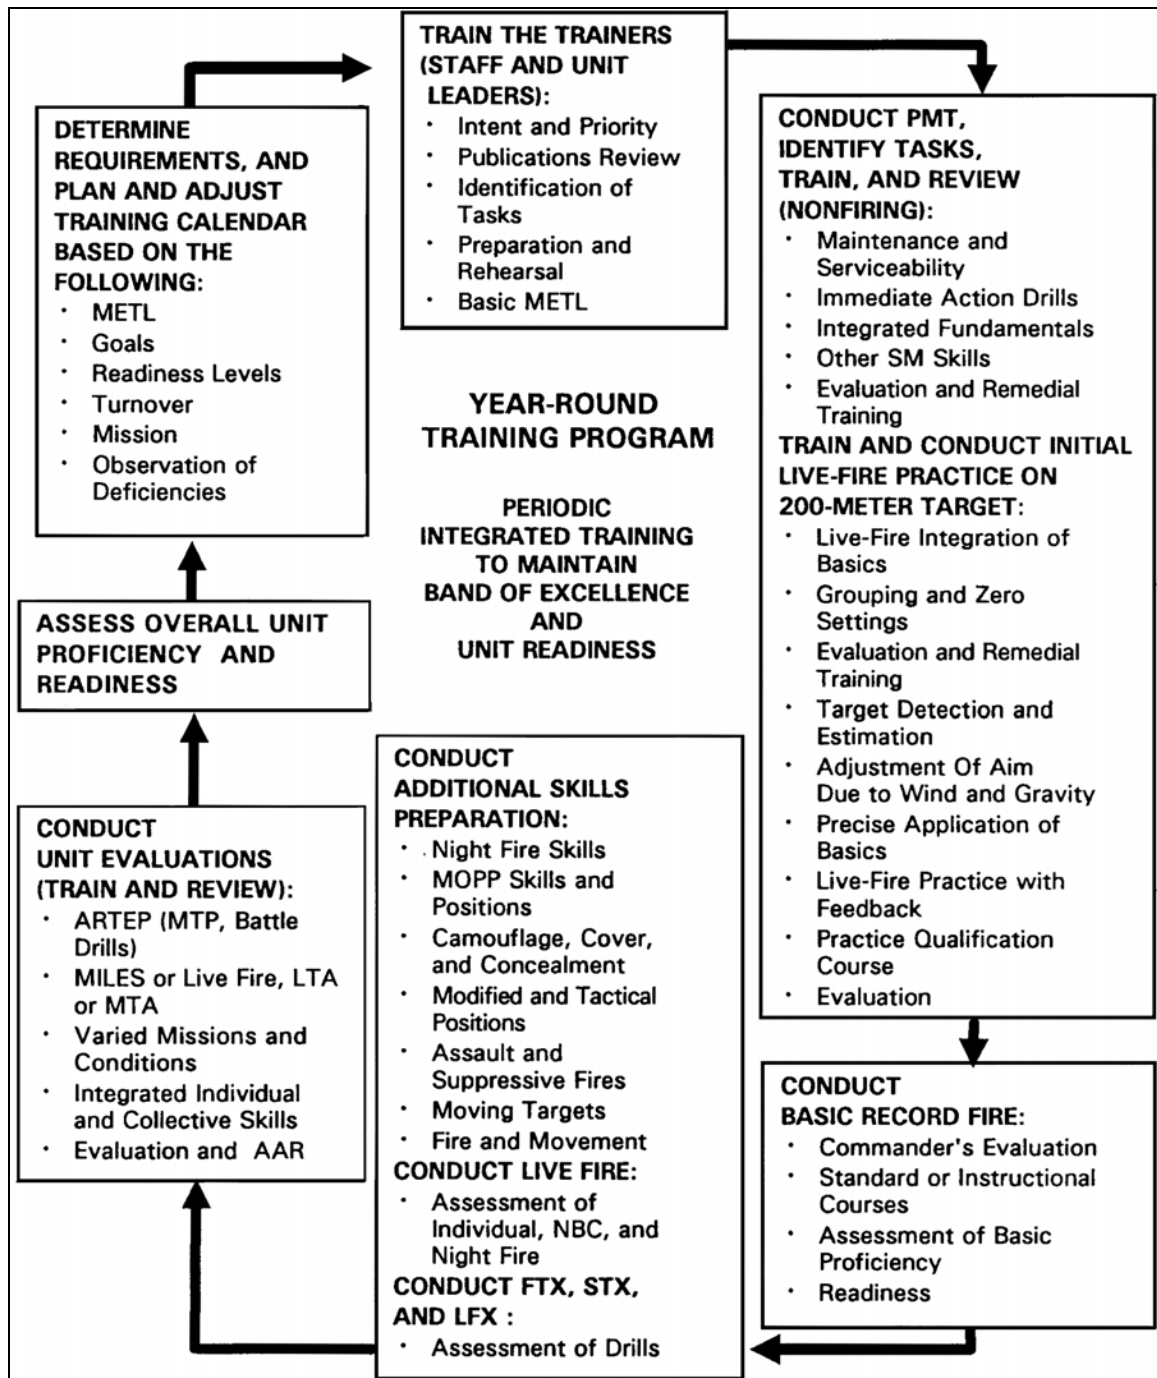 TRAIN THE TRAINERS
(STAFF AND UNIT
LEADERS):
· Intent and Priority
· Publications Review
· Identification of
Tasks
· Preparation and
Rehearsal
· Basic METL
CONDUCT PMT,
IDENTIFY TASKS,
TRAIN, AND REVIEW
(NONFIRING):
· Maintenance and
Serviceability
· Immediate Action Drills
· Integrated Fundamentals
· Other SM Skills
· Evaluation and Remedial
Training
TRAIN AND CONDUCT INITIAL
LIVE-FIRE PRACTICE ON
200-METER TARGET:
· Live-Fire Integration of
Basics
· Grouping and Zero
Settings
· Evaluation and Remedial
Training
· Target Detection and
Estimation
· Adjustment Of Aim
Due to Wind and Gravity
· Precise Application of
Basics
· Live-Fire Practice with
Feedback
· Practice Qualification
Course
· Evaluation
CONDUCT
BASIC RECORD FIRE:
· Commander's Evaluation
· Standard or Instructional
Courses
· Assessment of Basic
Proficiency
· Readiness
CONDUCT
ADDITIONAL SKILLS
PREPARATION:
· Night Fire Skills
· MOPP Skills and
Positions
· Camouflage, Cover,
and Concealment
· Modified and Tactical
Positions
· Assault and
Suppressive Fires
· Moving Targets
· Fire and Movement
CONDUCT LIVE FIRE:
· Assessment of
Individual, NBC, and
Night Fire
CONDUCT FTX, STX,
AND LFX :
· Assessment of Drills
CONDUCT
UNIT EVALUATIONS
(TRAIN AND REVIEW):
· ARTEP (MTP, Battle
Drills)
· MILES or Live Fire, LTA
or MTA
· Varied Missions and
Conditions
· Integrated Individual
and Collective Skills
· Evaluation and AAR
ASSESS OVERALL UNIT
PROFICIENCY AND
READINESS
DETERMINE
REQUIREMENTS, AND
PLAN AND ADJUST
TRAINING CALENDAR
BASED ON THE
FOLLOWING:
· METL
· Goals
· Readiness Levels
· Turnover
· Mission
· Observation of
Deficiencies
YEAR-ROUND
TRAINING PROGRAM
PERIODIC
INTEGRATED TRAINING
TO MAINTAIN
BAND OF EXCELLENCE
AND
UNIT READINESS